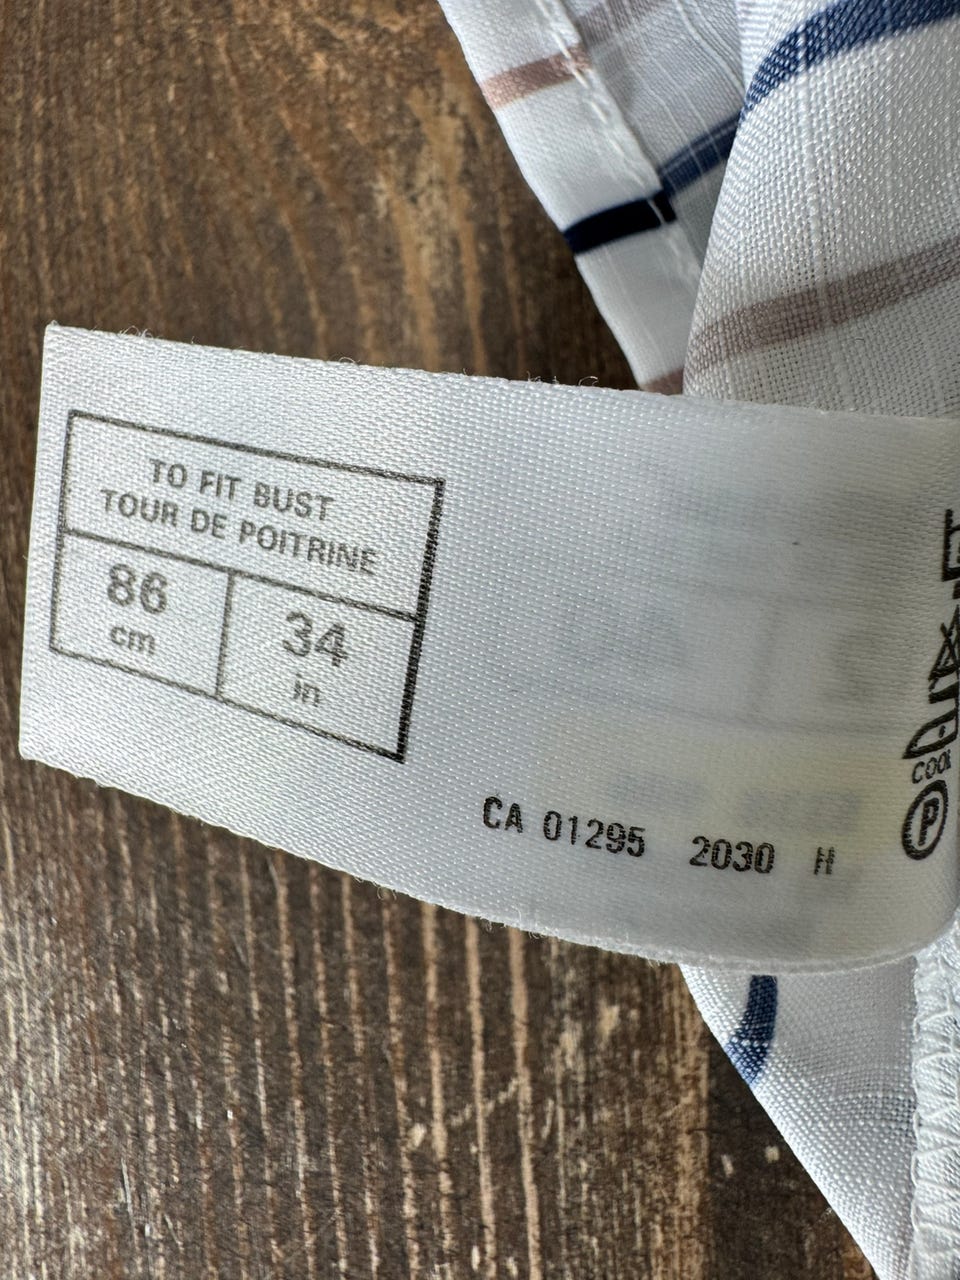 TO FIT BUST
TOUR DE POITRINE
86 34
cm in
CA 01295 2030 H
COOL
P